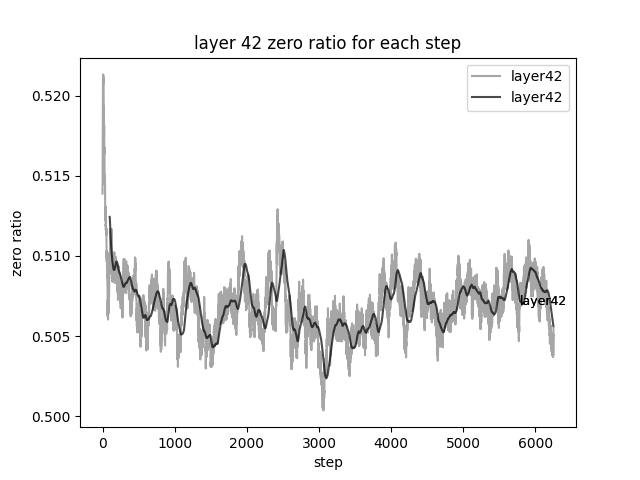 layer 42 zero ratio for each step
layer42
layer42
0.520
0.515
0.510
0.505
0.500
zero ratio
layer42
0
1000
2000
3000
4000
5000
6000
step